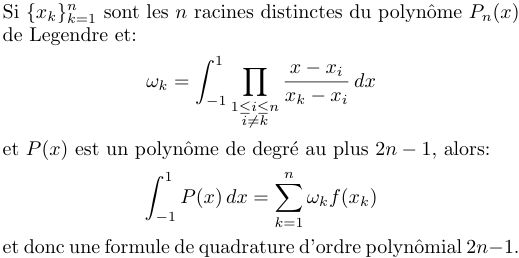 Si $\{x_k\}_{k=1}^{n}$ sont les $n$ racines distinctes du polynôme $P_n(x)$
de Legendre et:
$$\omega_k = \int_{-1}^{1} \prod_{\substack{1 \leq i \leq n \\ i \neq k}} \frac{x - x_i}{x_k - x_i} \, dx$$
et $P(x)$ est un polynôme de degré au plus $2n - 1$, alors:
$$\int_{-1}^{1} P(x) \, dx = \sum_{k=1}^{n} \omega_k f(x_k)$$
et donc une formule de quadrature d'ordre polynômial $2n-1$.